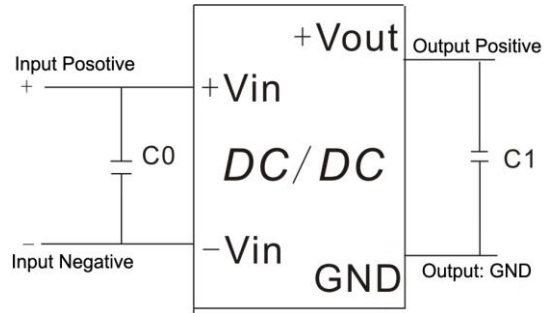 +Vout
Output Positive
Input Posotive
+
+Vin
C0
DC/DC
C1
−
−Vin
Input Negative
GND
Output: GND